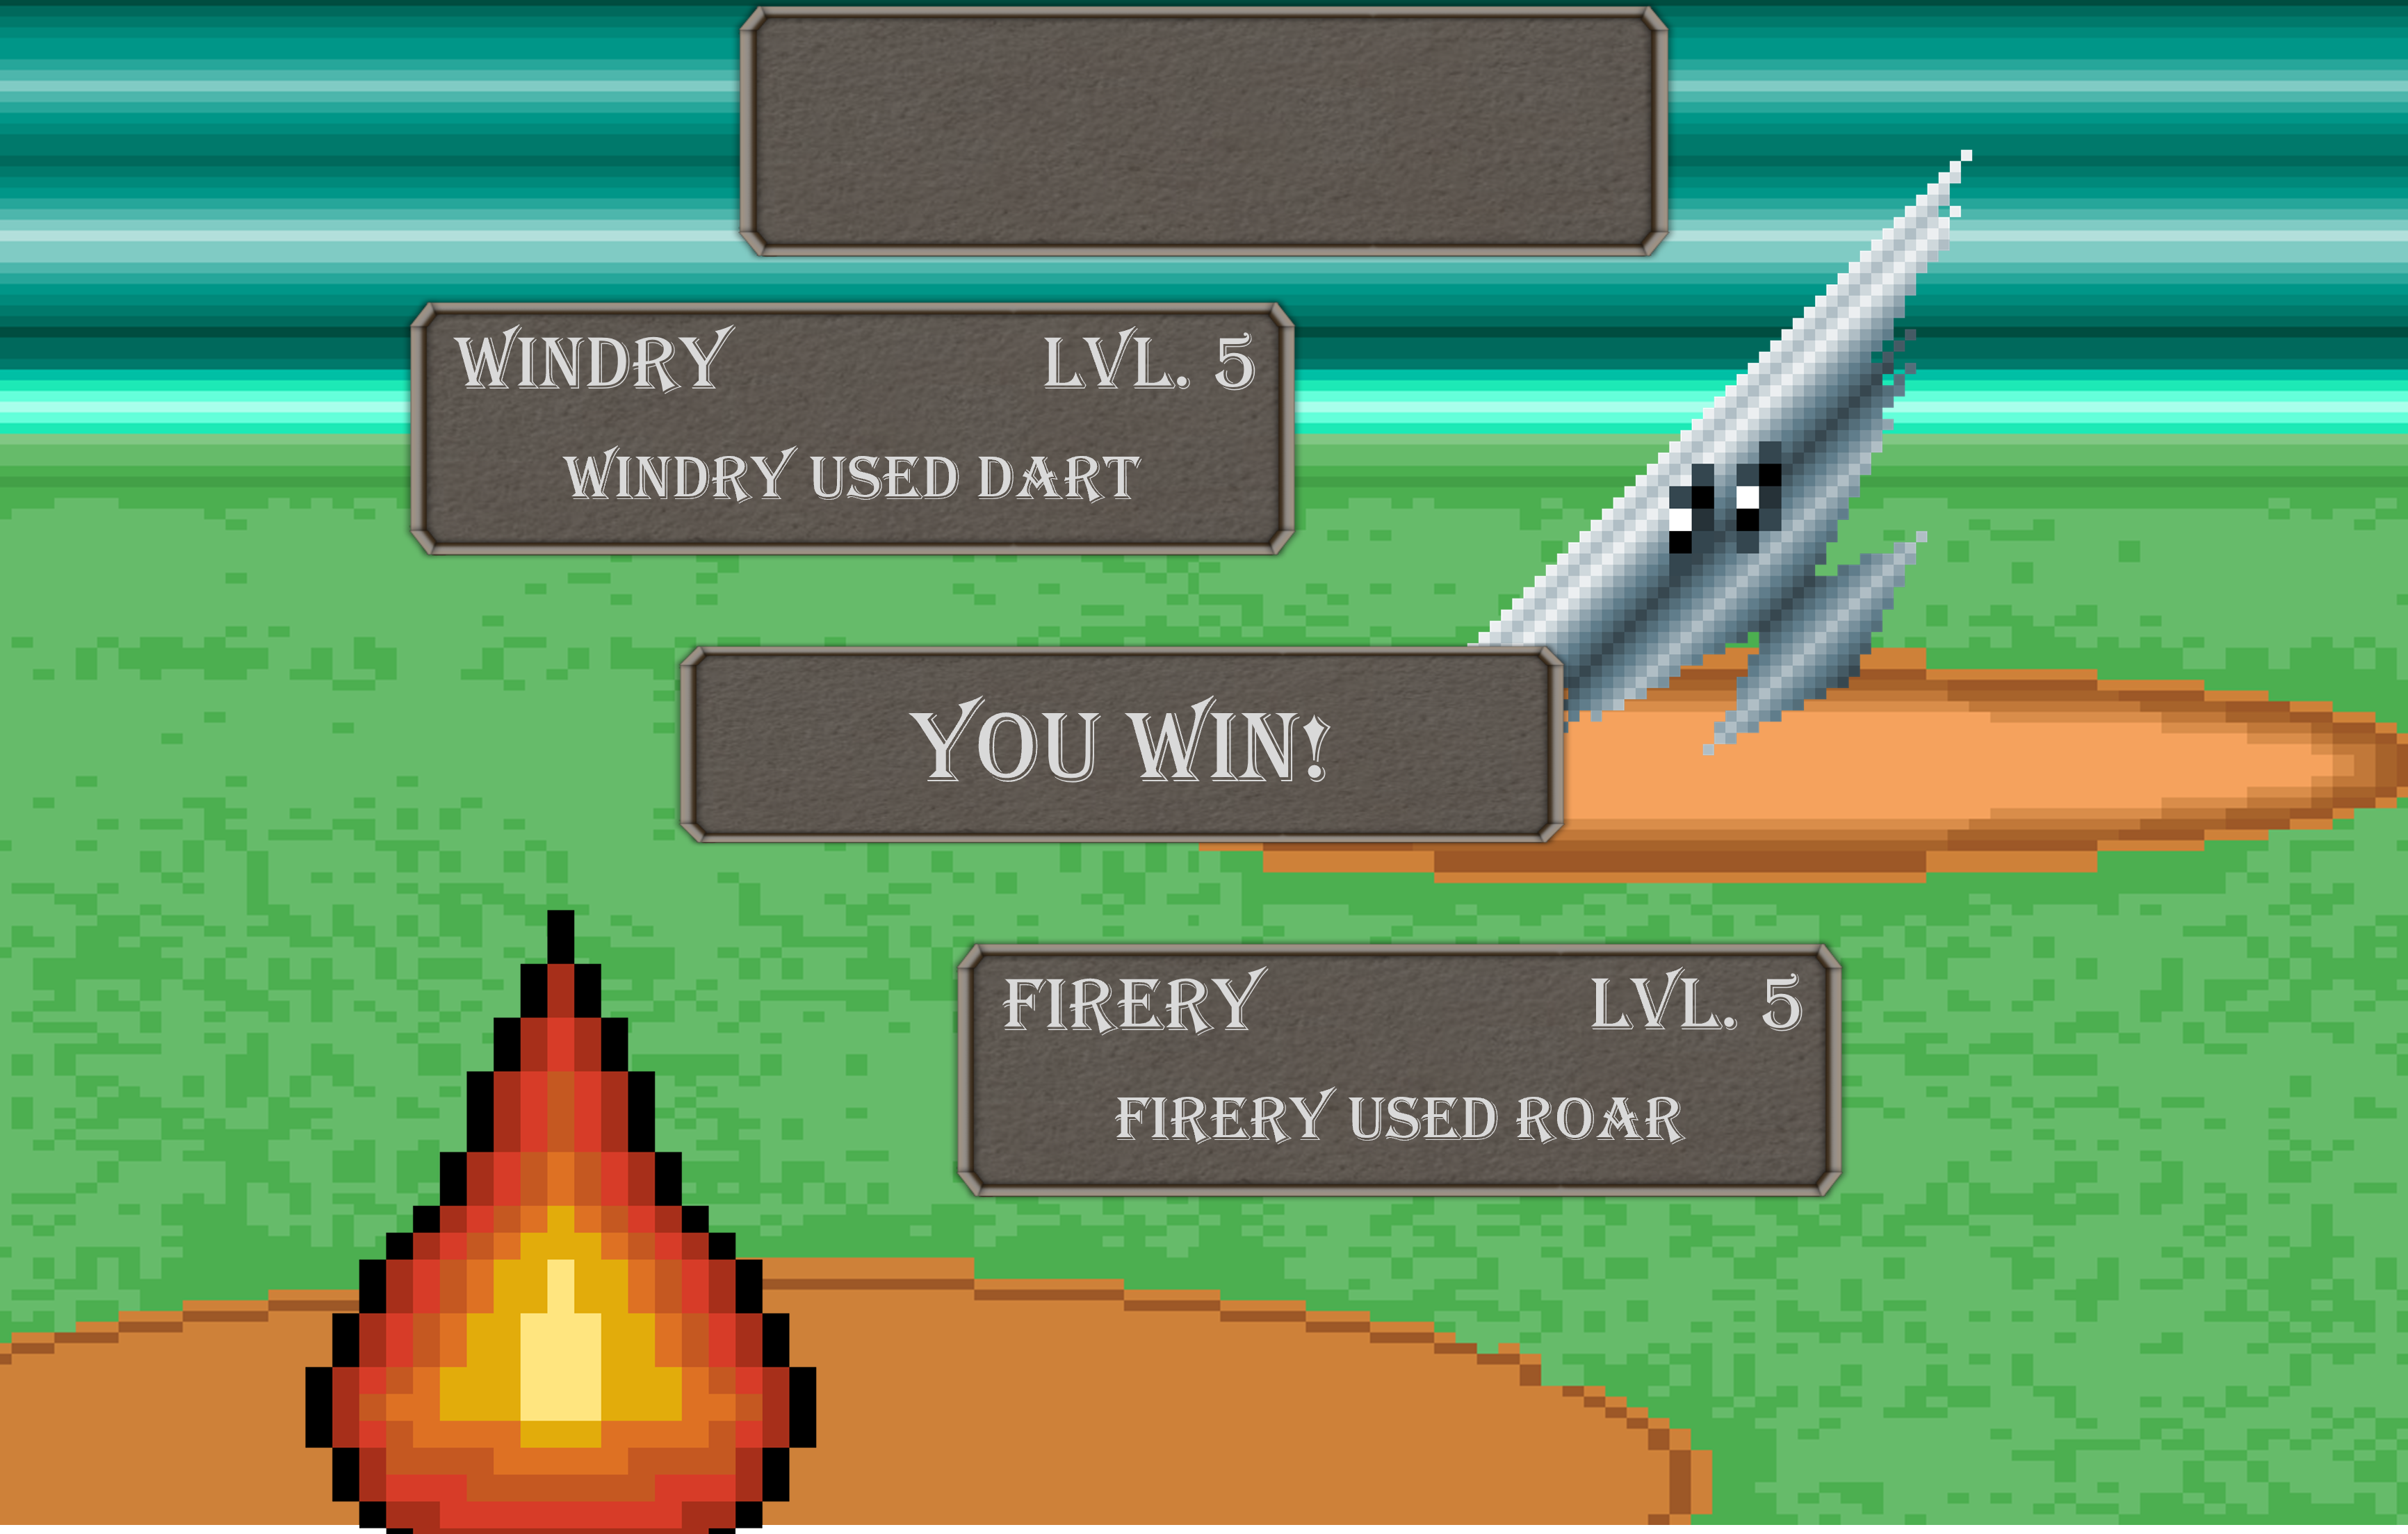 WINDRY LVL. 5
WINDRY USED DART
YOU WIN!
FIRERY LVL. 5
FIRERY USED ROAR